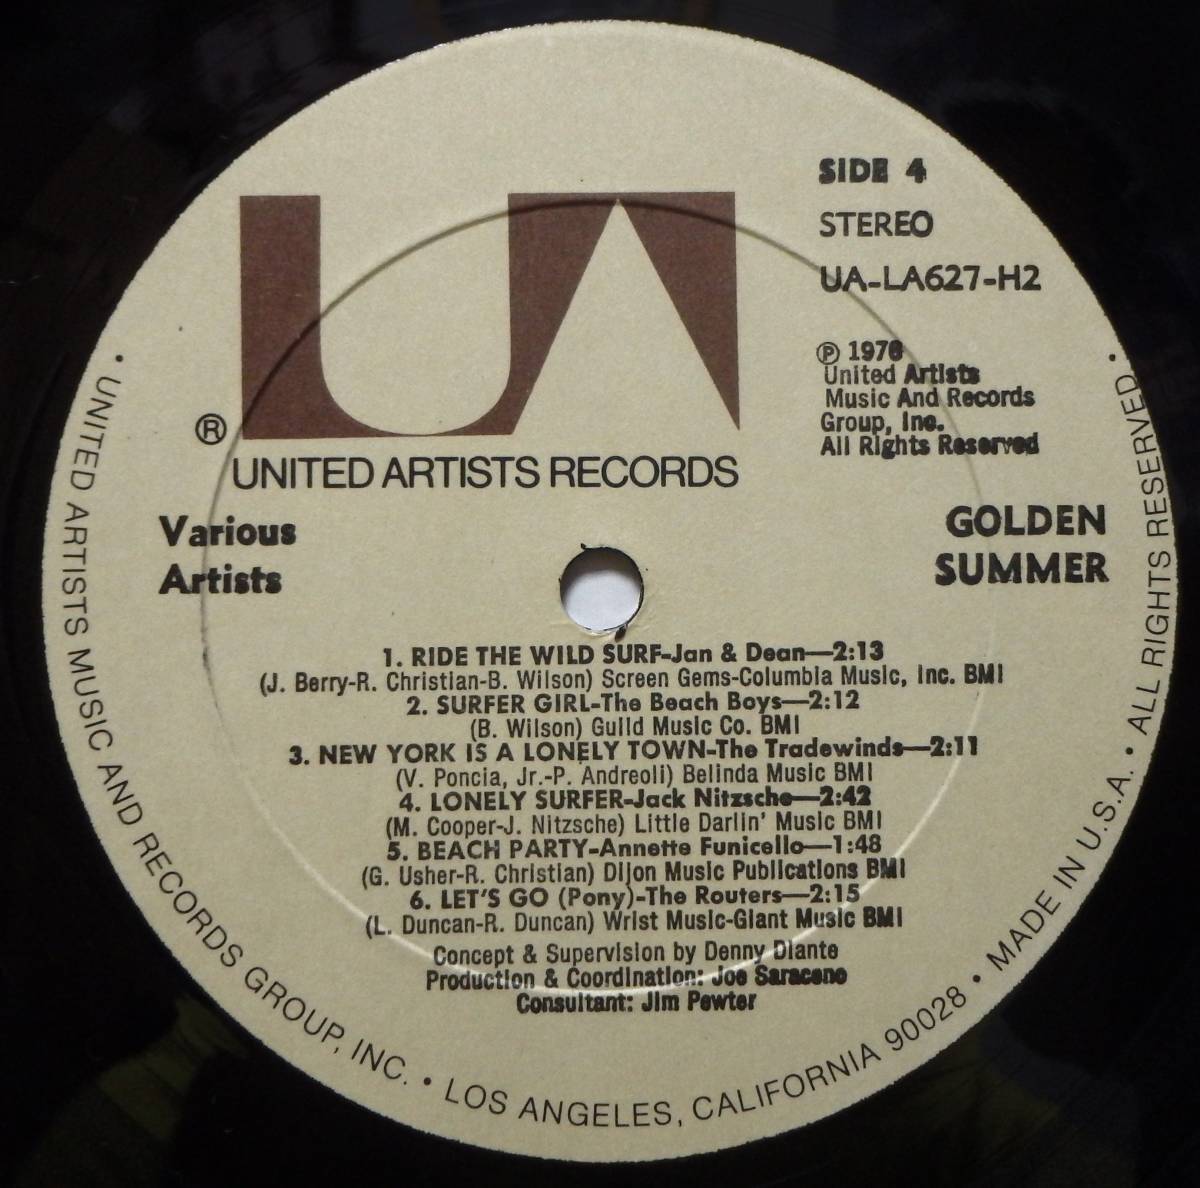 SIDE 4
STEREO
UA-LA627-H2
UA
℗ 1976
United Artists
Music And Records
Group, Inc.
All Rights Reserved
®
UNITED ARTISTS RECORDS
Various
Artists
GOLDEN
SUMMER
1. RIDE THE WILD SURF-Jan & Dean—2:13
(J. Berry-R. Christian-B. Wilson) Screen Gems-Columbia Music, Inc. BMI
2. SURFER GIRL-The Beach Boys—2:12
(B. Wilson) Guild Music Co. BMI
3. NEW YORK IS A LONELY TOWN-The Tradewinds—2:11
(V. Poncia, Jr.-P. Andreoli) Belinda Music BMI
4. LONELY SURFER-Jack Nitzsche—2:42
(M. Cooper-J. Nitzsche) Little Darlin' Music BMI
5. BEACH PARTY-Annette Funicello—1:48
(G. Usher-R. Christian) Dijon Music Publications BMI
6. LET'S GO (Pony)-The Routers—2:15
(L. Duncan-R. Duncan) Wrist Music-Giant Music BMI
Concept & Supervision by Denny Diante
Production & Coordination: Joe Saraceno
Consultant: Jim Pewter
• UNITED ARTISTS MUSIC AND RECORDS GROUP, INC. • LOS ANGELES, CALIFORNIA 90028 • MADE IN U.S.A. • ALL RIGHTS RESERVED •